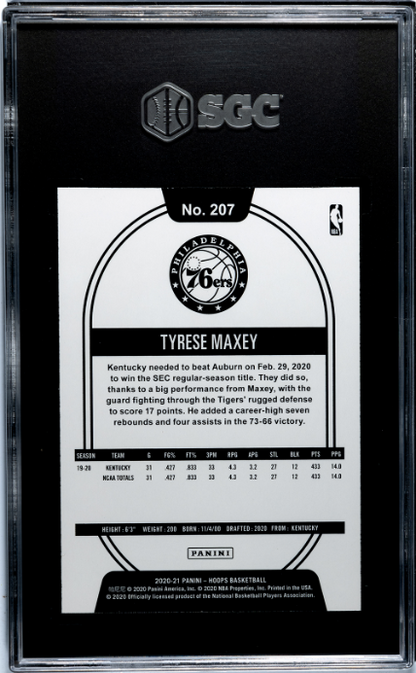 SGC
No. 207
NBA
PHILADELPHIA
76ers
TYRESE MAXEY
Kentucky needed to beat Auburn on Feb. 29, 2020
to win the SEC regular-season title. They did so,
thanks to a big performance from Maxey, with the
guard fighting through the Tigers' rugged defense
to score 17 points. He added a career-high seven
rebounds and four assists in the 73-66 victory.
SEASON TEAM G FG% FT% 3PM RPG APG STL BLK PTS PPG
19-20 KENTUCKY 31 .427 .833 33 4.3 3.2 27 12 433 14.0
NCAA TOTALS 31 .427 .833 33 4.3 3.2 27 12 433 14.0
HEIGHT: 6'3" WEIGHT: 200 BORN: 11/4/00 DRAFTED: 2020 FROM: KENTUCKY
PANINI
2020-21 PANINI – HOOPS BASKETBALL
帕尼尼 © 2020 Panini America, Inc. © 2020 NBA Properties, Inc. Printed in the USA.
© 2020 Officially licensed product of the National Basketball Players Association.